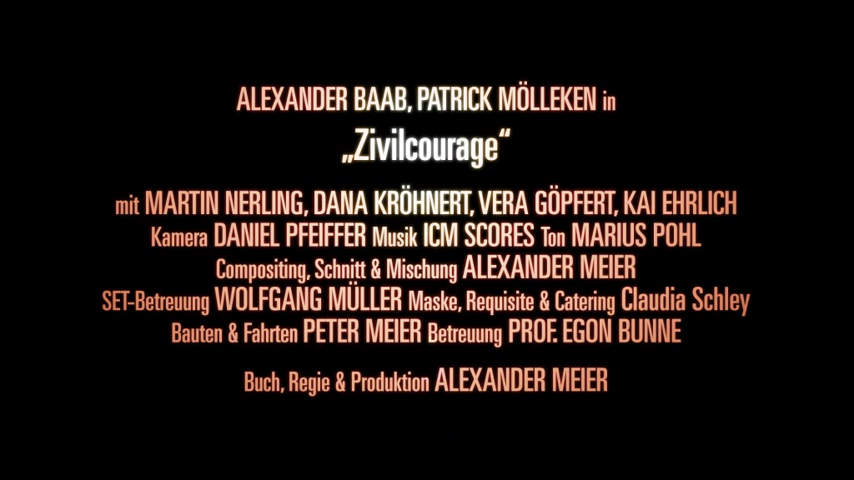 ALEXANDER BAAB, PATRICK MÖLLEKEN in
„Zivilcourage“
mit MARTIN NERLING, DANA KRÖHNERT, VERA GÖPFERT, KAI EHRLICH
Kamera DANIEL PFEIFFER Musik ICM SCORES Ton MARIUS POHL
Compositing, Schnitt & Mischung ALEXANDER MEIER
SET-Betreuung WOLFGANG MÜLLER Maske, Requisite & Catering Claudia Schley
Bauten & Fahrten PETER MEIER Betreuung PROF. EGON BUNNE
Buch, Regie & Produktion ALEXANDER MEIER